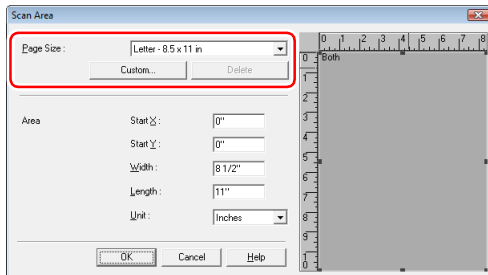 Scan Area
Page Size : Letter - 8.5 x 11 in
Custom... Delete
Area
Start X : 0"
Start Y : 0"
Width : 8 1/2"
Length : 11"
Unit : Inches
OK Cancel Help
0 1 2 3 4 5 6 7 8
Both
0
1
2
3
4
5
6
7
8
9
10